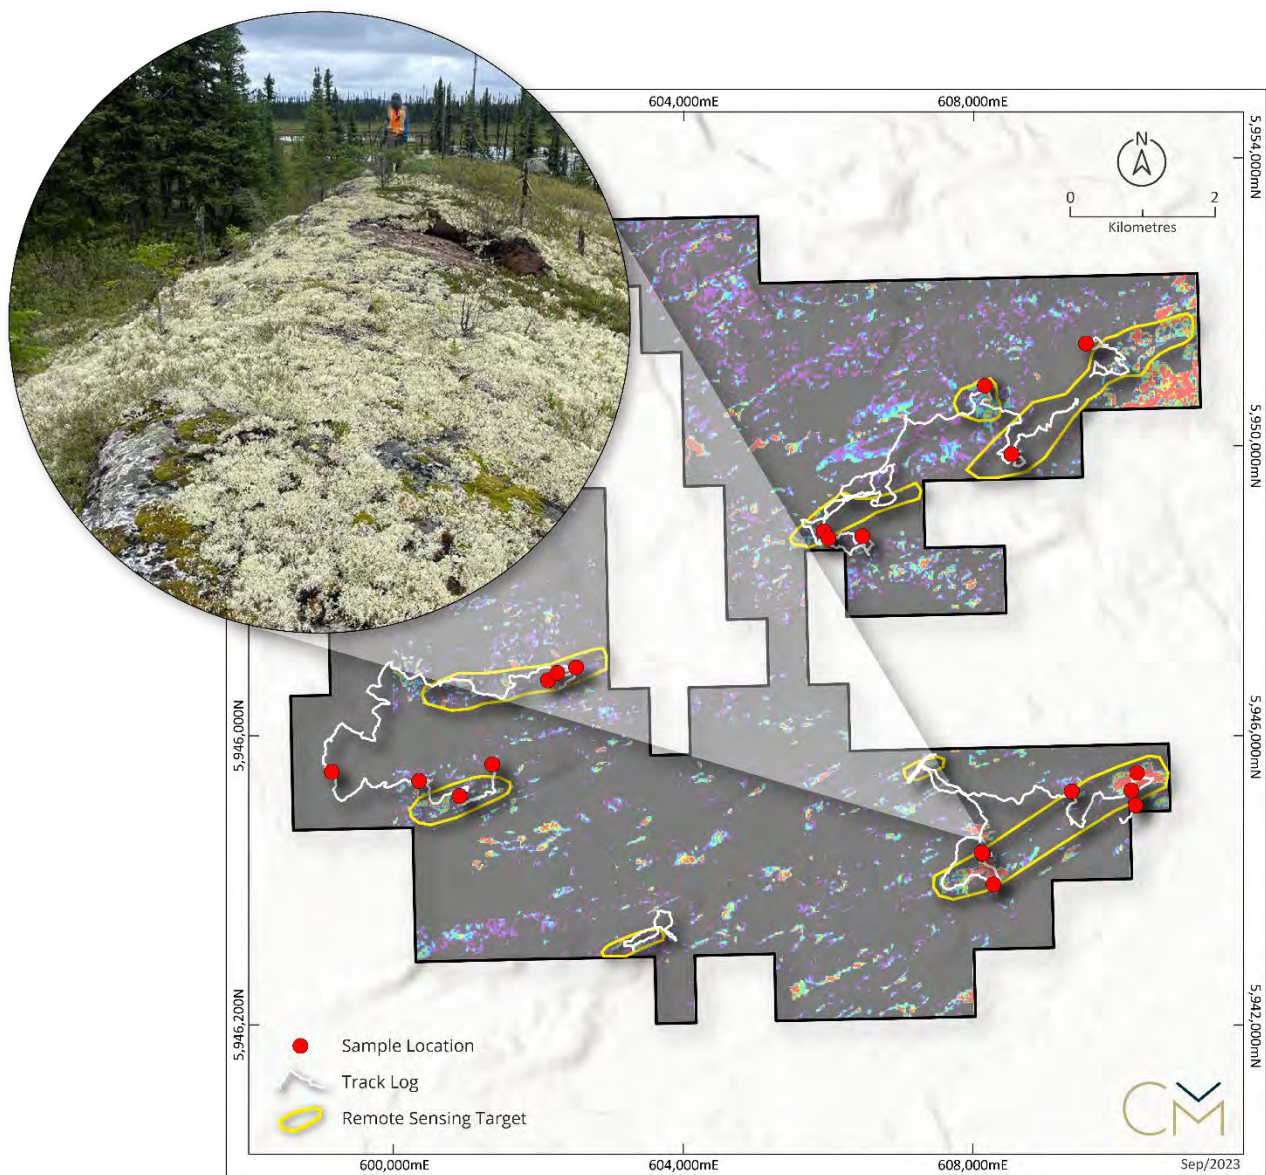 604,000mE
608,000mE
5,954,000mN
N
0
2
Kilometres
5,950,000mN
5,946,000N
5,946,000mN
5,946,200N
5,942,000mN
Sample Location
Track Log
Remote Sensing Target
CM
600,000mE
604,000mE
608,000mE
Sep/2023